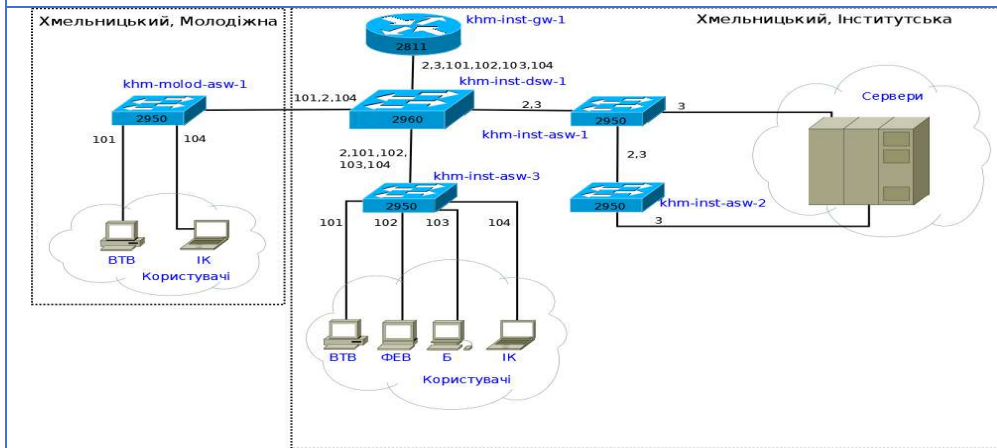 Хмельницький, Молодіжна
Хмельницький, Інститутська
khm-inst-gw-1
2811
2,3,101,102,103,104
khm-molod-asw-1
khm-inst-dsw-1
Сервери
101,2,104
2,3
3
2950
2960
2950
khm-inst-asw-1
101
104
2,101,102,
103,104
2,3
khm-inst-asw-3
2950
2950
khm-inst-asw-2
3
101
102
103
104
ВТВ
ІК
Користувачі
ВТВ
ФЕВ
Б
ІК
Користувачі